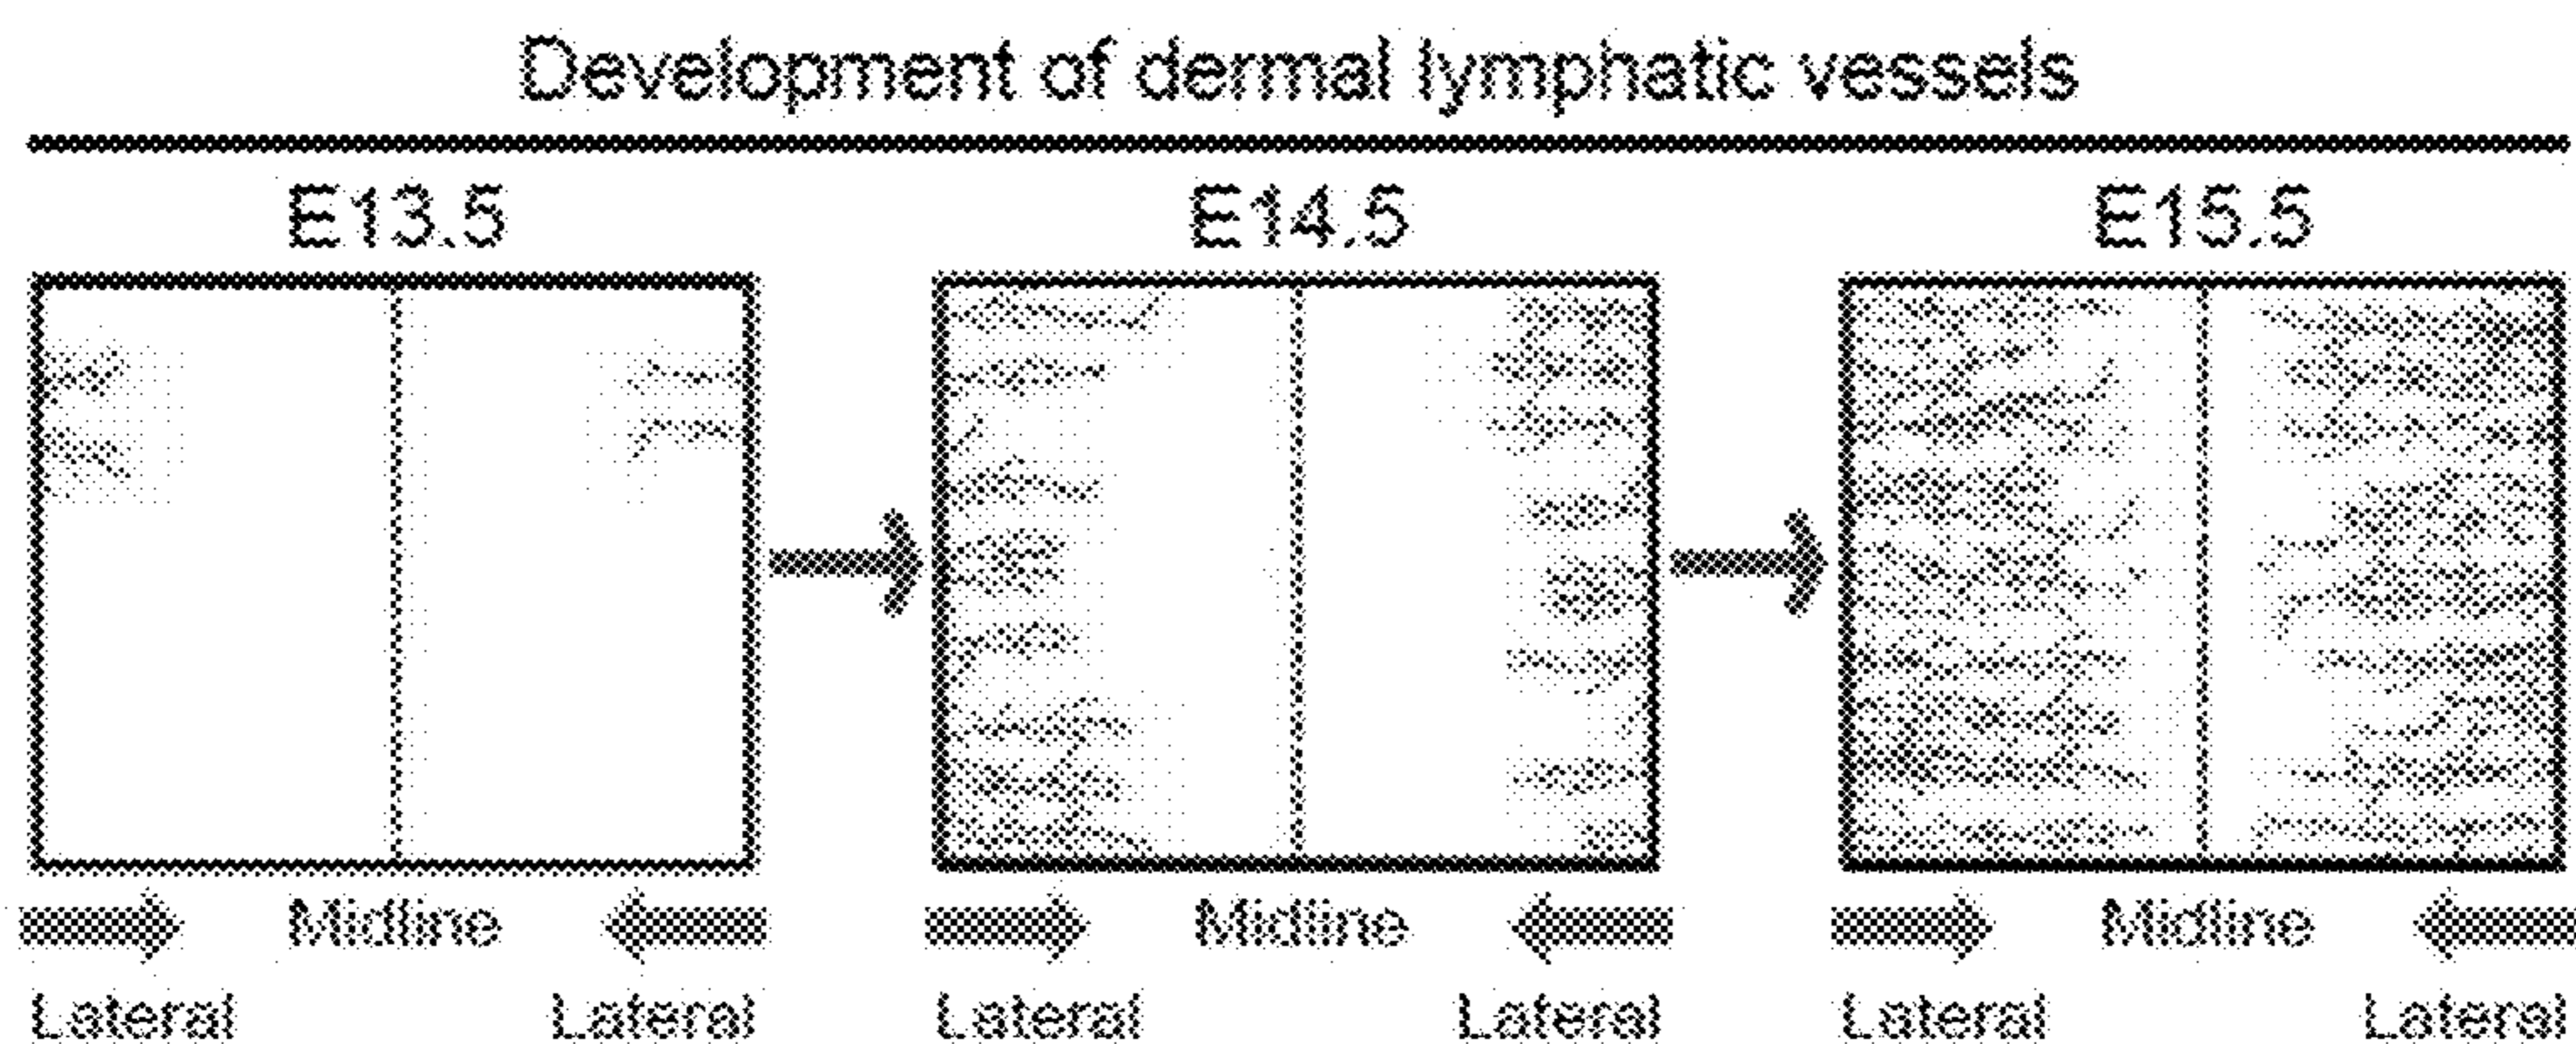 Development of dermal lymphatic vessels
E13.5 E14.5 E15.5
Midline Midline Midline
Lateral Lateral Lateral Lateral Lateral Lateral